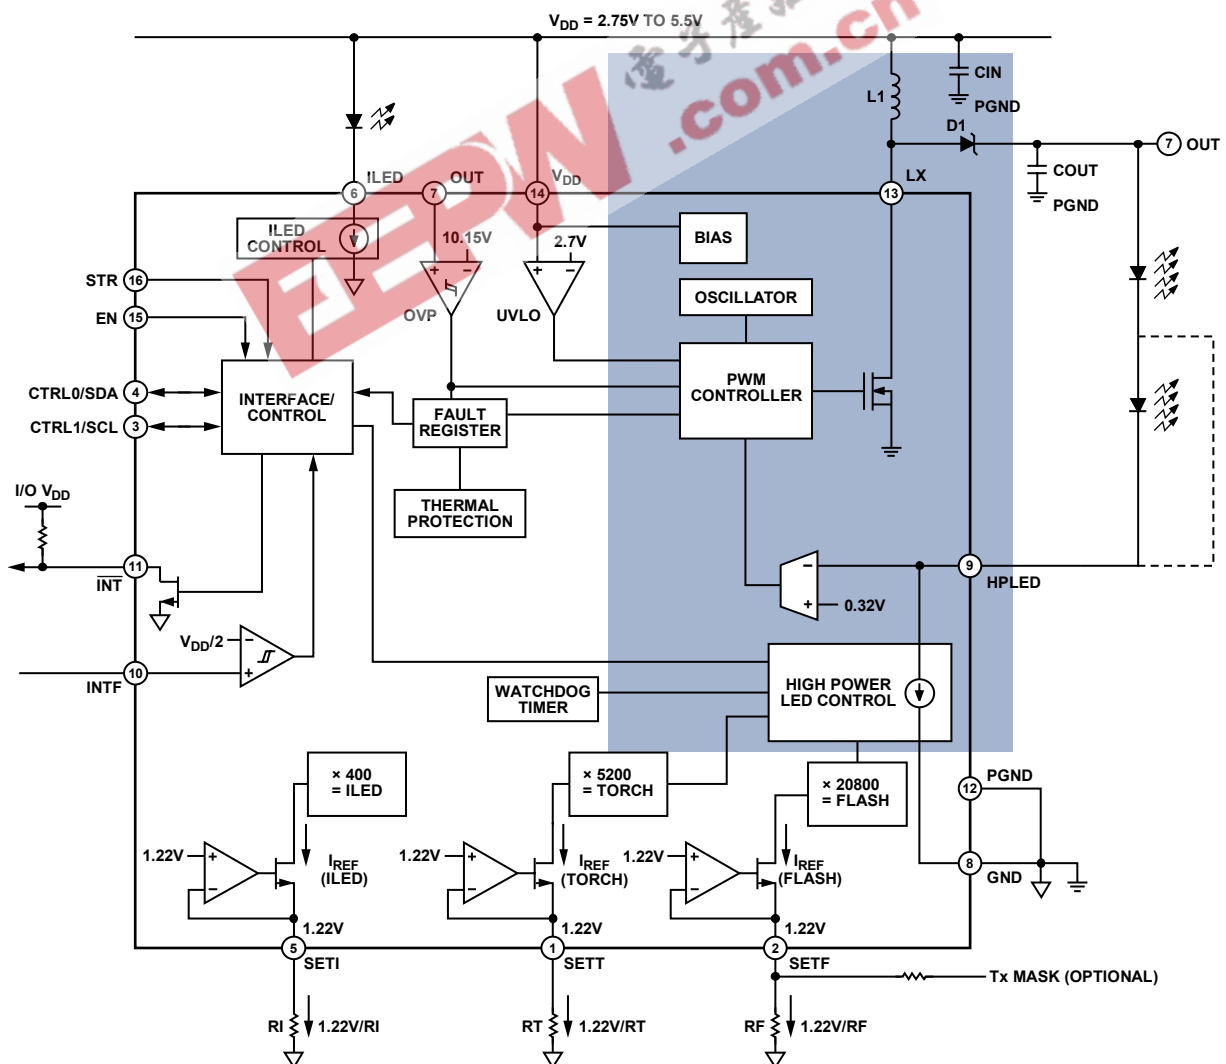 VDD = 2.75V TO 5.5V
電子產品
EEPW
.com.cn
CIN
PGND
L1
D1
7
OUT
COUT
PGND
6
ILED
7
OUT
14
VDD
13
LX
ILED
CONTROL
10.15V
2.7V
BIAS
+
−
+
−
OVP
UVLO
OSCILLATOR
STR
16
EN
15
CTRL0/SDA
4
CTRL1/SCL
3
INTERFACE/
CONTROL
FAULT
REGISTER
PWM
CONTROLLER
THERMAL
PROTECTION
I/O VDD
11
INT
−
+
0.32V
9
HPLED
VDD/2
−
+
10
INTF
WATCHDOG
TIMER
HIGH POWER
LED CONTROL
× 400
= ILED
× 5200
= TORCH
× 20800
= FLASH
PGND
12
8
GND
1.22V
+
−
IREF
(ILED)
1.22V
+
−
IREF
(TORCH)
1.22V
+
−
IREF
(FLASH)
1.22V
1.22V
1.22V
5
SETI
1
SETT
2
SETF
Tx MASK (OPTIONAL)
RI
1.22V/RI
RT
1.22V/RT
RF
1.22V/RF